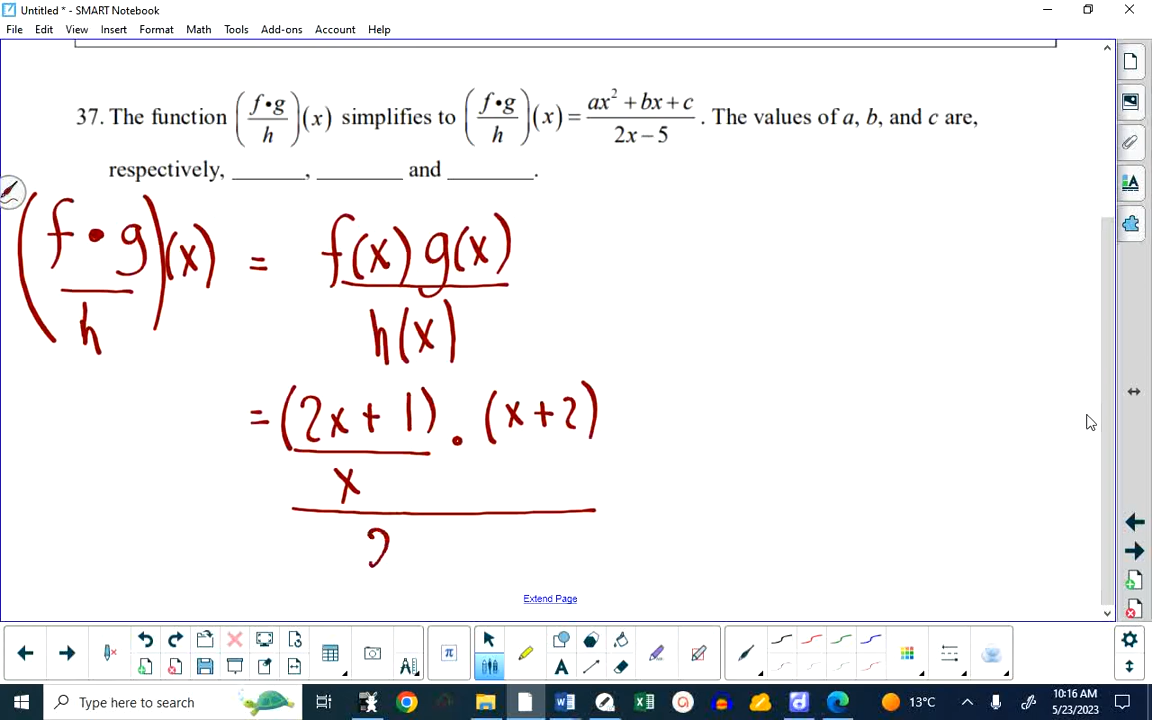 Untitled * - SMART Notebook
File Edit View Insert Format Math Tools Add-ons Account Help
37. The function (f•g/h)(x) simplifies to (f•g/h)(x) = (ax² + bx + c)/(2x − 5). The values of a, b, and c are,
respectively, _______, ________ and ________.
(f•g/h)(x) = f(x)g(x)/h(x)
= (2x+1)/x . (x+2)
2
Extend Page
Type here to search
13°C
10:16 AM
5/23/2023